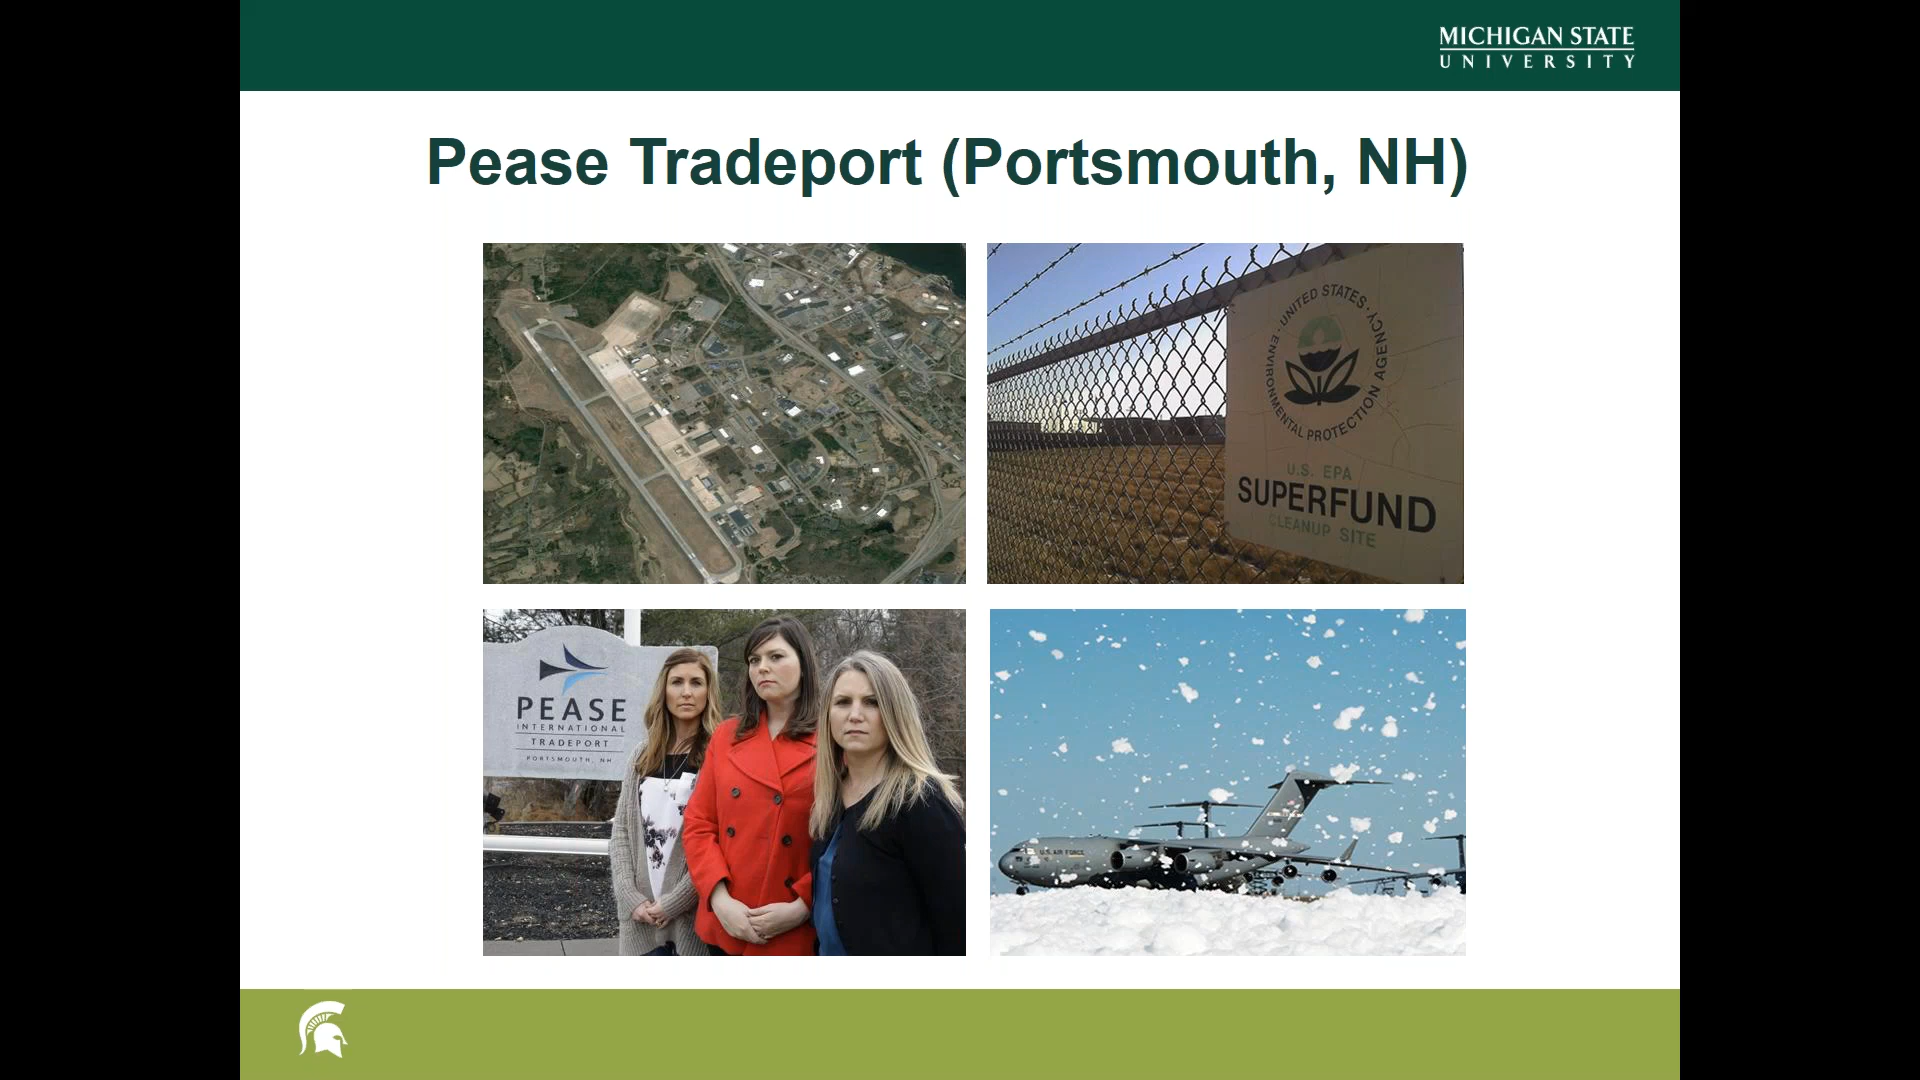 MICHIGAN STATE
UNIVERSITY
Pease Tradeport (Portsmouth, NH)
UNITED STATES
ENVIRONMENTAL PROTECTION AGENCY
U.S. EPA
SUPERFUND
CLEANUP SITE
PEASE
INTERNATIONAL
TRADEPORT
PORTSMOUTH, NH
U.S. AIR FORCE